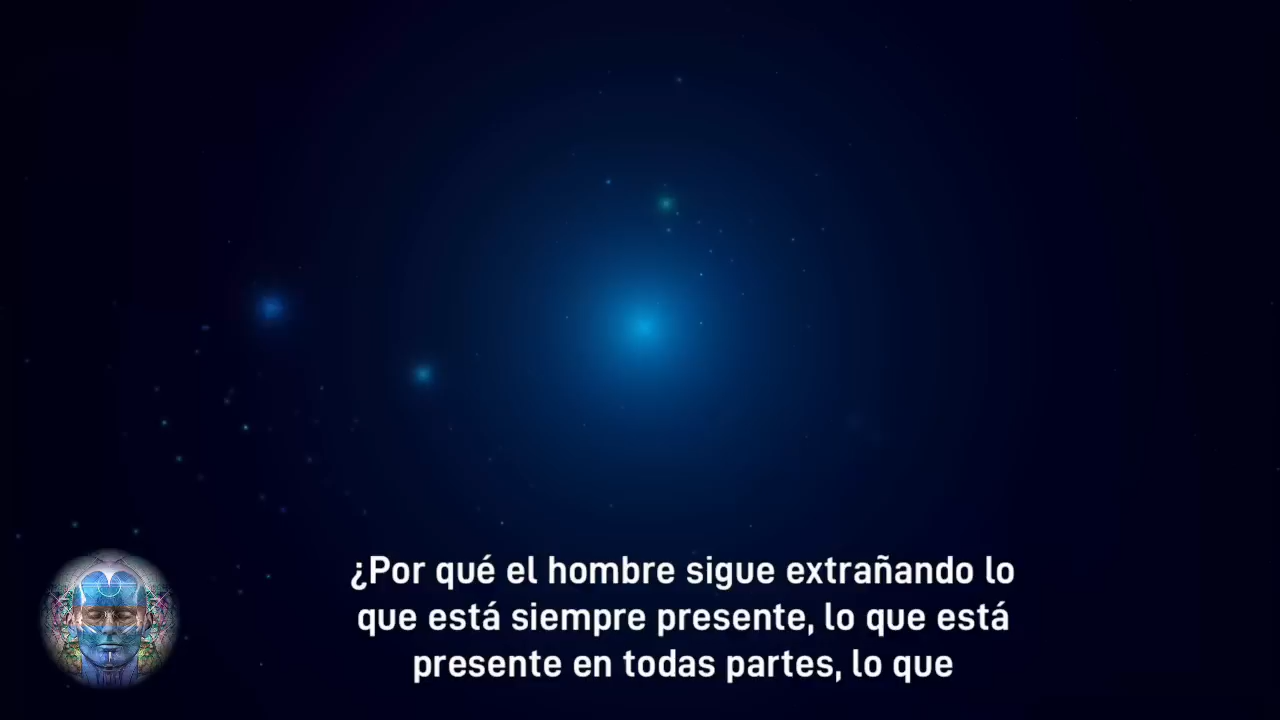 ¿Por qué el hombre sigue extrañando lo
que está siempre presente, lo que está
presente en todas partes, lo que